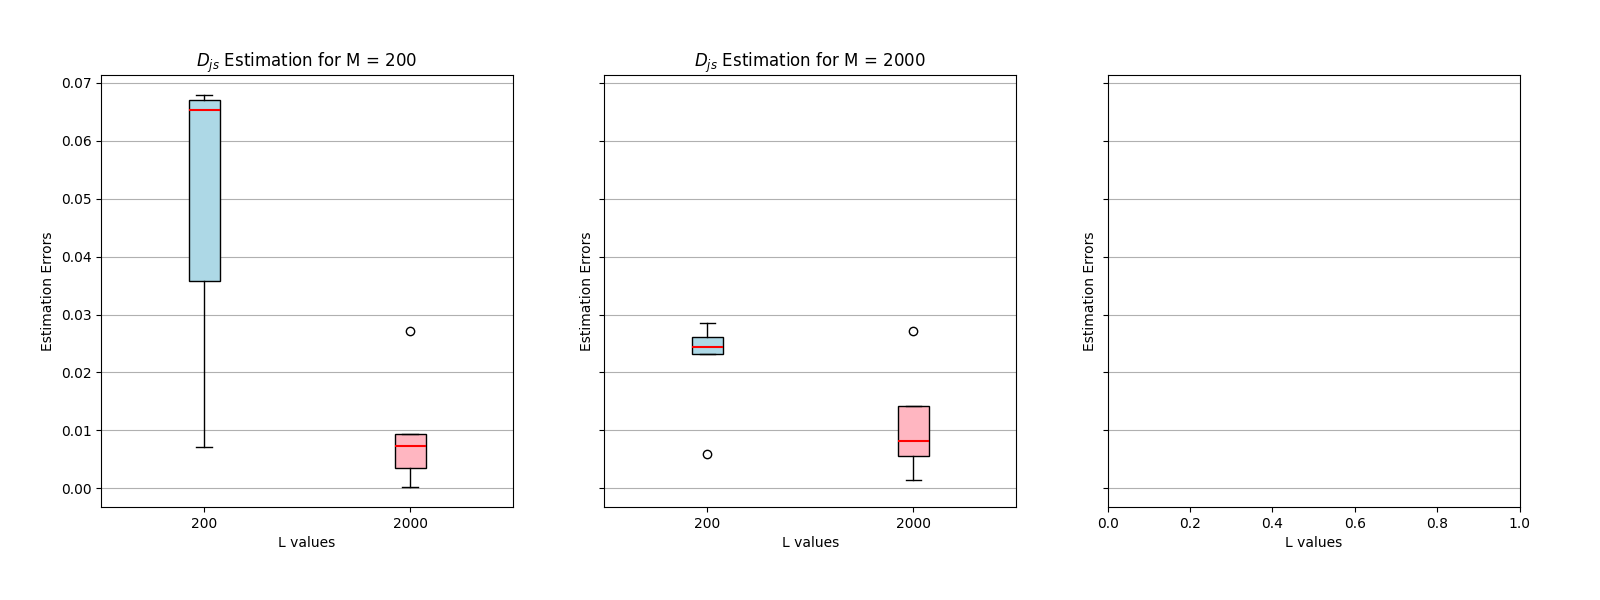 D_js Estimation for M = 200
0.07
0.06
0.05
0.04
0.03
0.02
0.01
0.00
Estimation Errors
200 2000
L values
D_js Estimation for M = 2000
Estimation Errors
200 2000
L values
Estimation Errors
0.0 0.2 0.4 0.6 0.8 1.0
L values